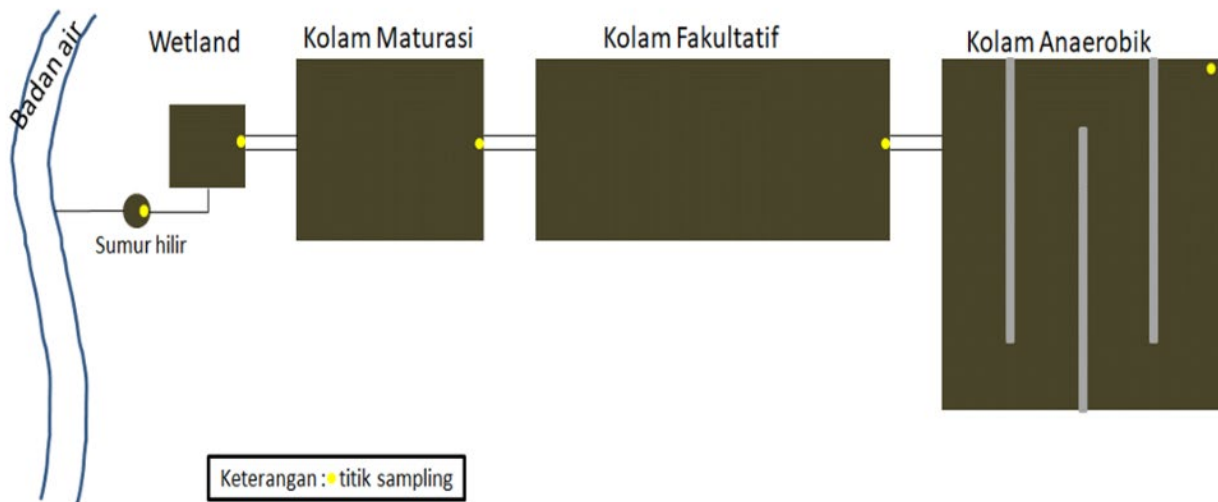 Badan air
Wetland
Kolam Maturasi
Kolam Fakultatif
Kolam Anaerobik
Sumur hilir
Keterangan : titik sampling